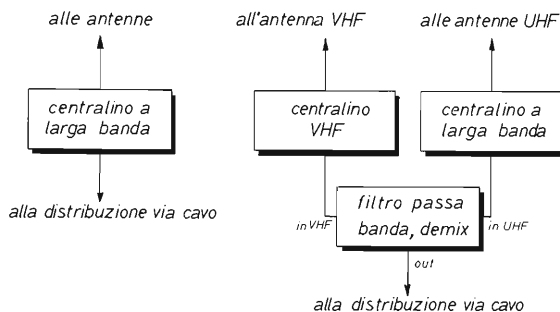 alle antenne
centralino a
larga banda
alla distribuzione via cavo
all'antenna VHF
alle antenne UHF
centralino
VHF
centralino a
larga banda
in VHF
filtro passa
banda, demix
in UHF
out
alla distribuzione via cavo